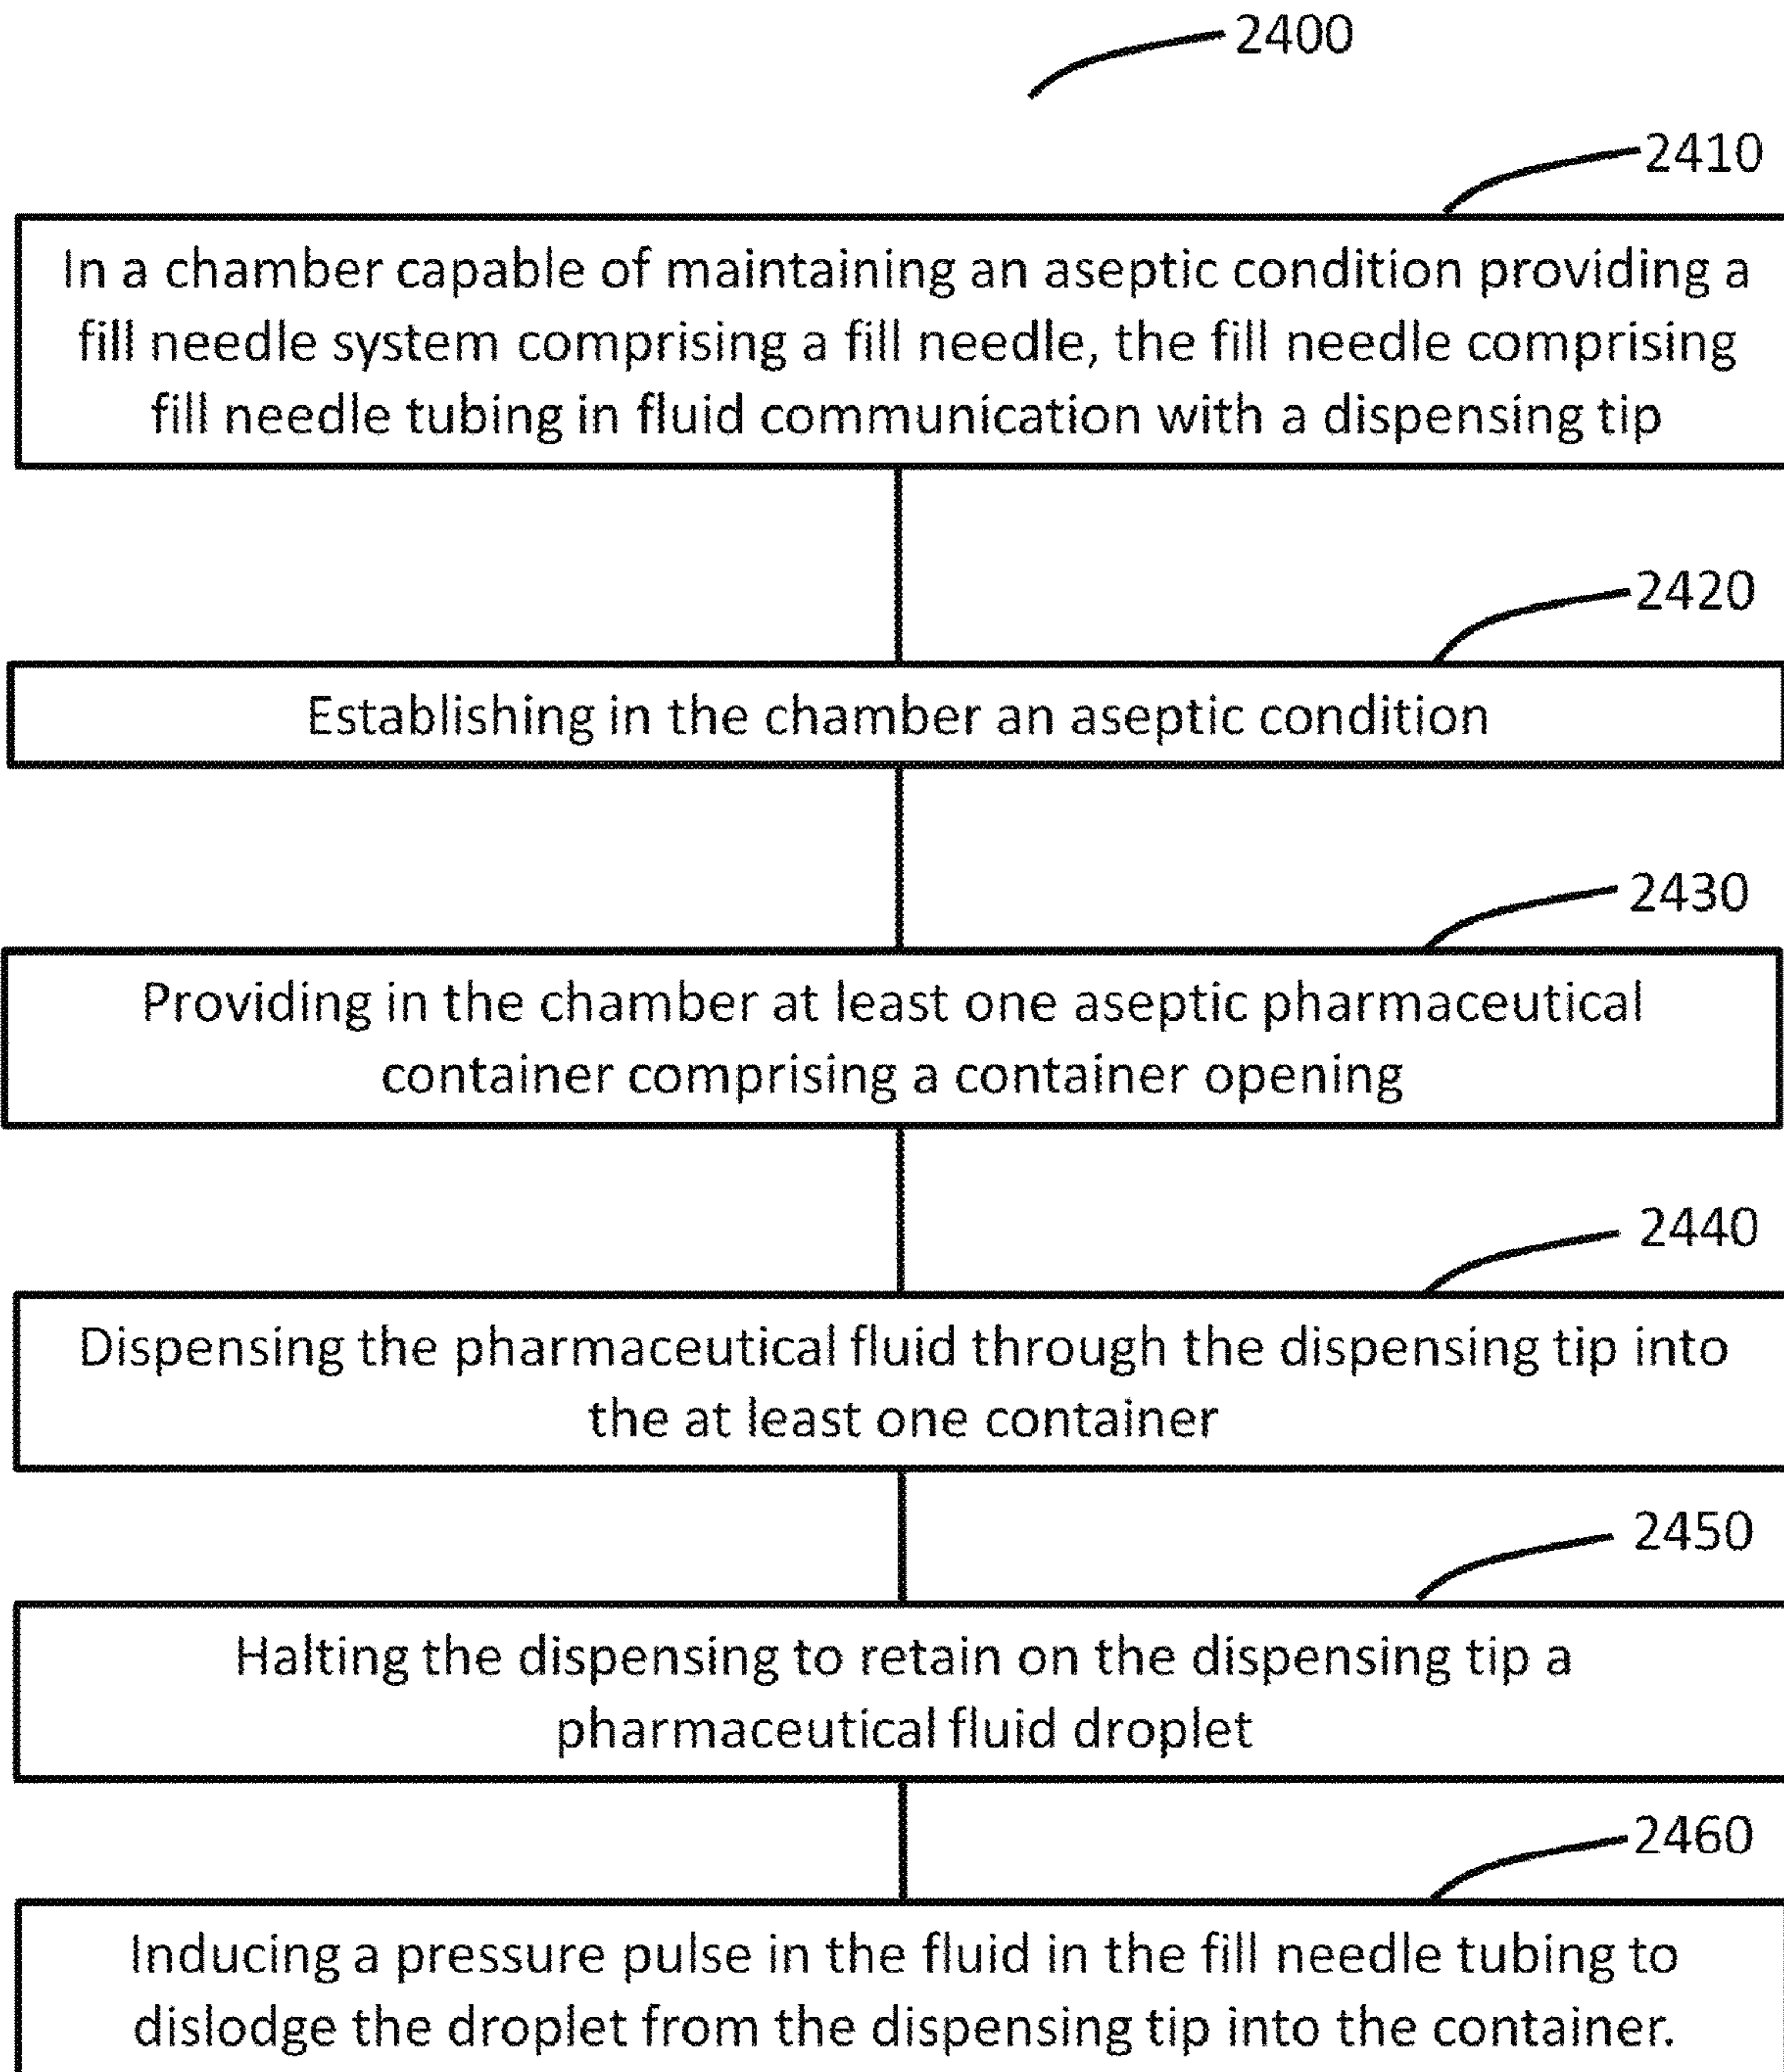 2400
2410
In a chamber capable of maintaining an aseptic condition providing a
fill needle system comprising a fill needle, the fill needle comprising
fill needle tubing in fluid communication with a dispensing tip
2420
Establishing in the chamber an aseptic condition
2430
Providing in the chamber at least one aseptic pharmaceutical
container comprising a container opening
2440
Dispensing the pharmaceutical fluid through the dispensing tip into
the at least one container
2450
Halting the dispensing to retain on the dispensing tip a
pharmaceutical fluid droplet
2460
Inducing a pressure pulse in the fluid in the fill needle tubing to
dislodge the droplet from the dispensing tip into the container.